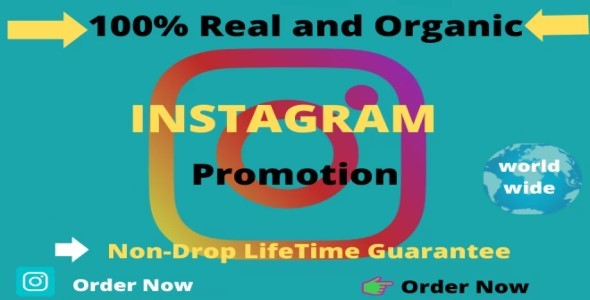 100% Real and Organic
INSTAGRAM
Promotion
world
wide
Non-Drop LifeTime Guarantee
Order Now
Order Now